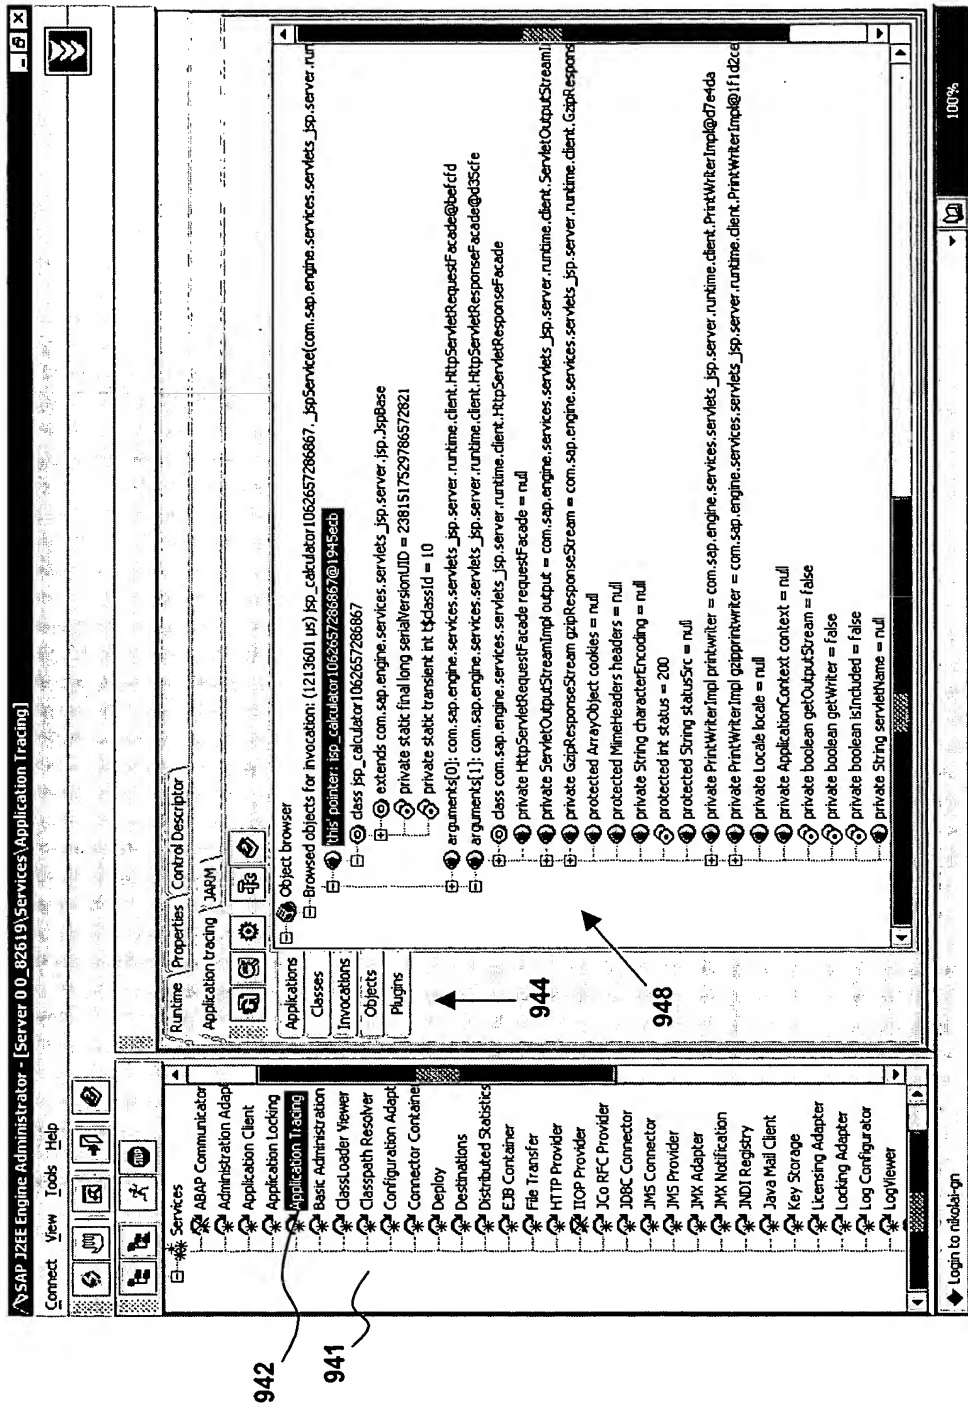 SAP J2EE Engine Administrator - [Server 00_82619\Services\Application Tracing]
Connect View Tools Help
Services
ABAP Communicator
Administration Adapt
Application Client
Application Locking
Application Tracing
Basic Administration
ClassLoader Viewer
Classpath Resolver
Configuration Adapt
Connector Container
Deploy
Destinations
Distributed Statistics
EJB Container
File Transfer
HTTP Provider
IIOP Provider
JCo RFC Provider
JDBC Connector
JMS Connector
JMS Provider
JMX Adapter
JMX Notification
JNDI Registry
Java Mail Client
Key Storage
Licensing Adapter
Locking Adapter
Log Configurator
LogViewer
942
941
Runtime Properties Control Descriptor
Application tracing JARM
Applications
Classes
Invocations
Objects
Plugins
944
948
Object browser
Browsed objects for invocation: (1213601 µs) jsp_calculator1062657286867._jspService(com.sap.engine.services.servlets_jsp.server.run
'this' pointer: jsp_calculator1062657286867@1945ecb
class jsp_calculator1062657286867
extends com.sap.engine.services.servlets_jsp.server.jsp.JspBase
private static final long serialVersionUID = 2381517529786572821
private static transient int t$classId = 10
arguments[0]: com.sap.engine.services.servlets_jsp.server.runtime.client.HttpServletRequestFacade@befcfd
arguments[1]: com.sap.engine.services.servlets_jsp.server.runtime.client.HttpServletResponseFacade@d35cfe
class com.sap.engine.services.servlets_jsp.server.runtime.client.HttpServletResponseFacade
private HttpServletRequestFacade requestFacade = null
private ServletOutputStreamImpl output = com.sap.engine.services.servlets_jsp.server.runtime.client.ServletOutputStreamI
private GzipResponseStream gzipResponseStream = com.sap.engine.services.servlets_jsp.server.runtime.client.GzipRespons
protected ArrayObject cookies = null
protected MimeHeaders headers = null
private String characterEncoding = null
protected int status = 200
protected String statusSrc = null
private PrintWriterImpl printwriter = com.sap.engine.services.servlets_jsp.server.runtime.client.PrintWriterImpl@d7e4da
private PrintWriterImpl gzipprintwriter = com.sap.engine.services.servlets_jsp.server.runtime.client.PrintWriterImpl@1f1d2ce
private Locale locale = null
private ApplicationContext context = null
private boolean getOutputStream = false
private boolean getWriter = false
private boolean isIncluded = false
private String servletName = null
Login to nikolai-gn
100%